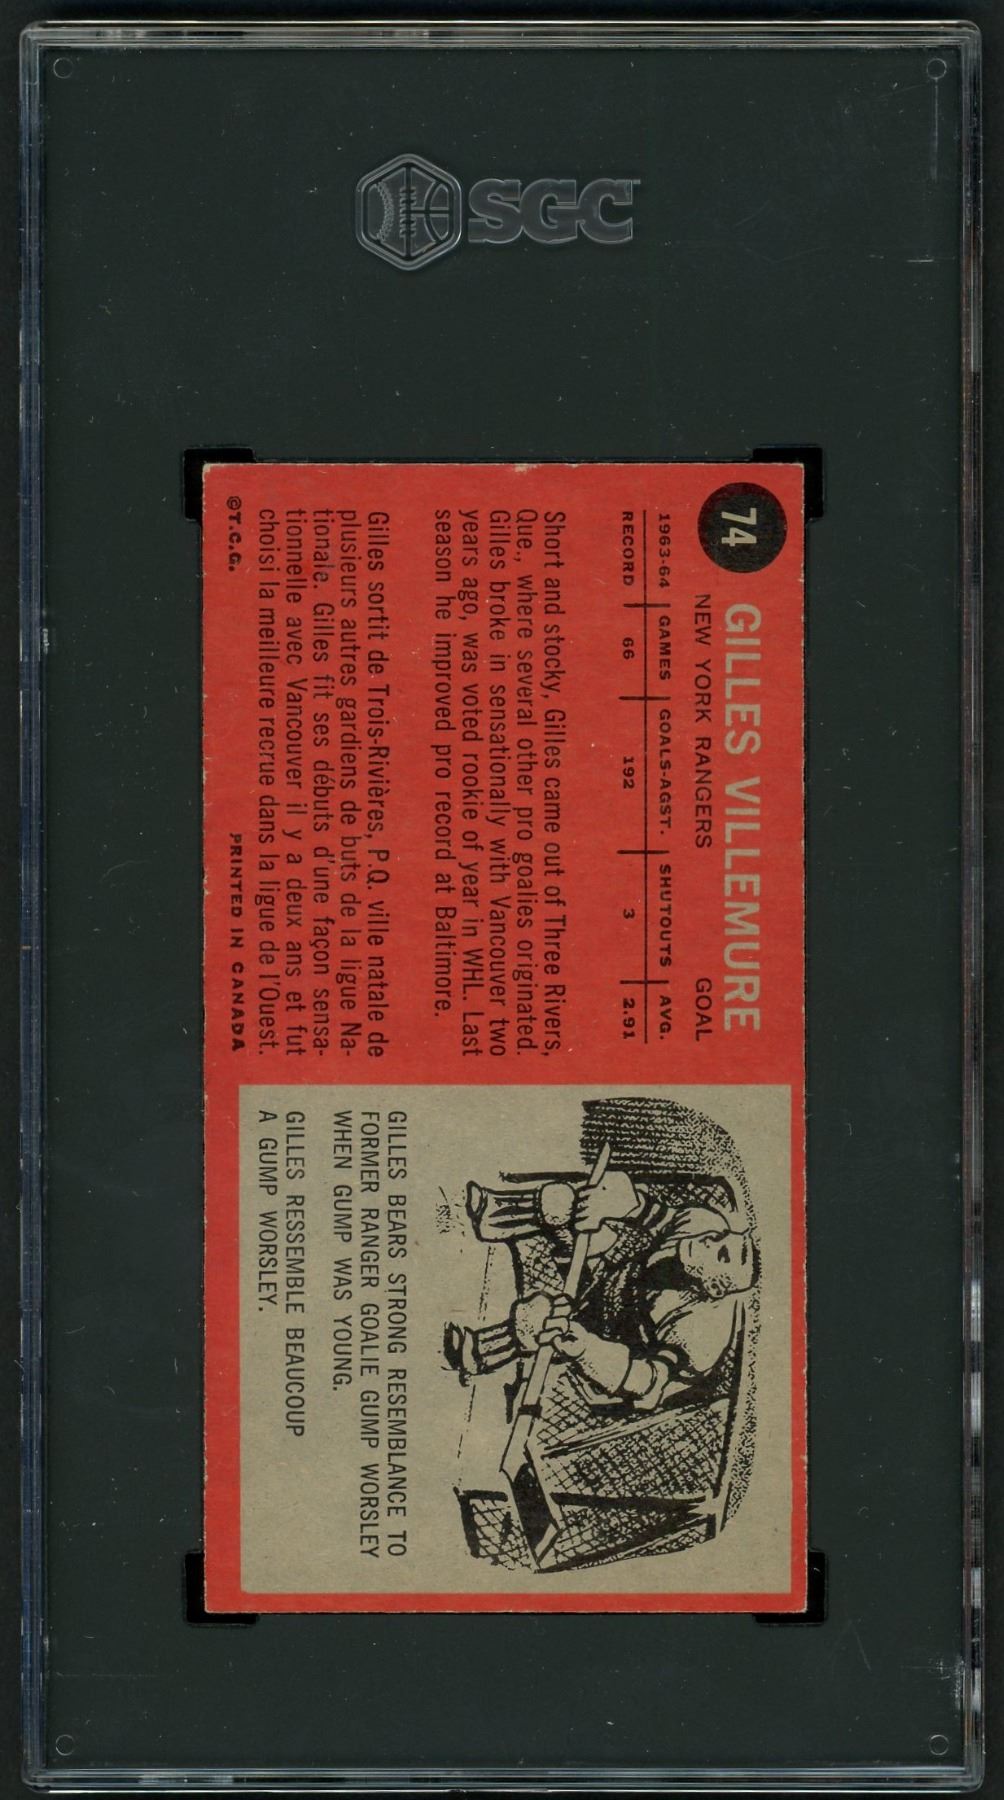 SGC
74
GILLES VILLEMURE
NEW YORK RANGERS GOAL
1963-64 GAMES GOALS-AGST. SHUTOUTS AVG.
RECORD 66 192 3 2.91
Short and stocky, Gilles came out of Three Rivers,
Que., where several other pro goalies originated.
Gilles broke in sensationally with Vancouver two
years ago, was voted rookie of year in WHL. Last
season he improved pro record at Baltimore.
Gilles sortit de Trois-Rivières, P.Q. ville natale de
plusieurs autres gardiens de buts de la ligue Na-
tionale. Gilles fit ses débuts d'une façon sensa-
tionnelle avec Vancouver il y a deux ans et fut
choisi la meilleure recrue dans la ligue de l'Ouest.
©T.C.G. PRINTED IN CANADA
GILLES BEARS STRONG RESEMBLANCE TO
FORMER RANGER GOALIE GUMP WORSLEY
WHEN GUMP WAS YOUNG.
GILLES RESSEMBLE BEAUCOUP
A GUMP WORSLEY.